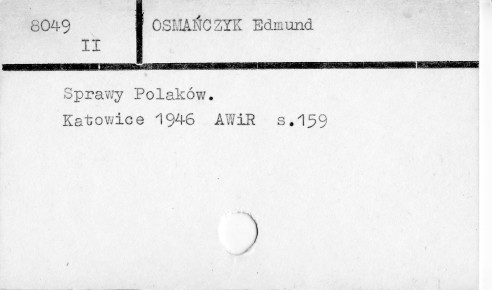 8049 OSMAŃCZYK Edmund
II
Sprawy Polaków.
Katowice 1946 AWiR s.159